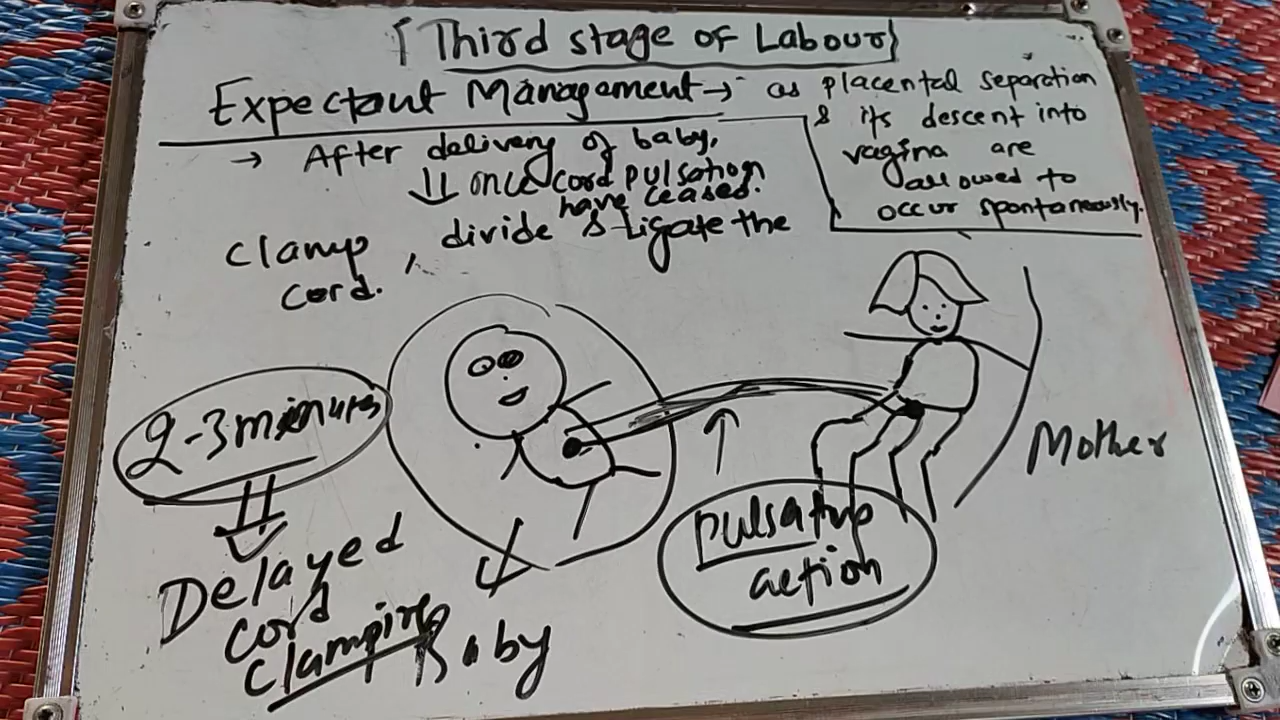 {Third stage of Labour}
Expectant Management → as placental separation
& its descent into
vagina are
allowed to
occur spontaneously.
→ After delivery of baby,
⇓ once cord pulsation
have ceased.
clamp, divide & Ligate the
cord.
2-3 minutes
Delayed
cord
clamping
Baby
Mother
pulsatup
action